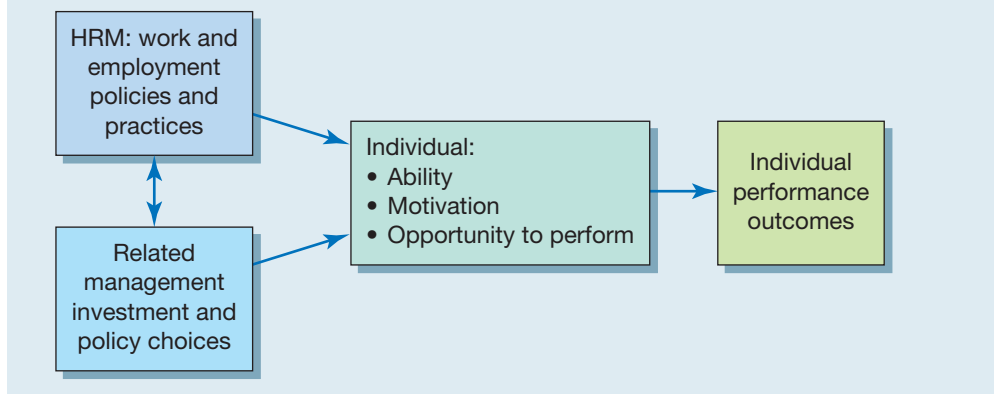 HRM: work and
employment
policies and
practices
Related
management
investment and
policy choices
Individual:
• Ability
• Motivation
• Opportunity to perform
Individual
performance
outcomes